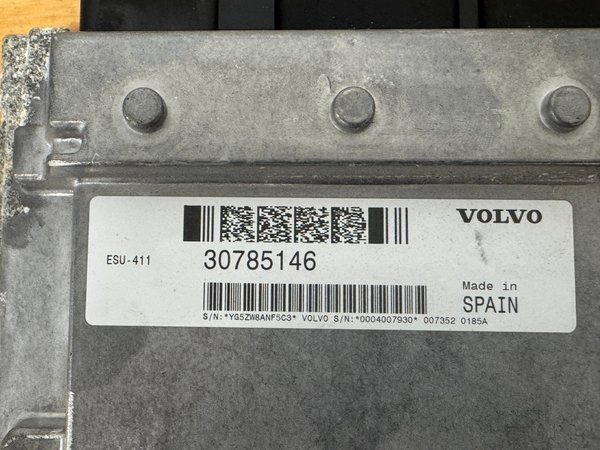 VOLVO
ESU-411
30785146
Made in
SPAIN
S/N:*YG5ZW8ANF5C3* VOLVO S/N:*0004007930* 007352 0185A